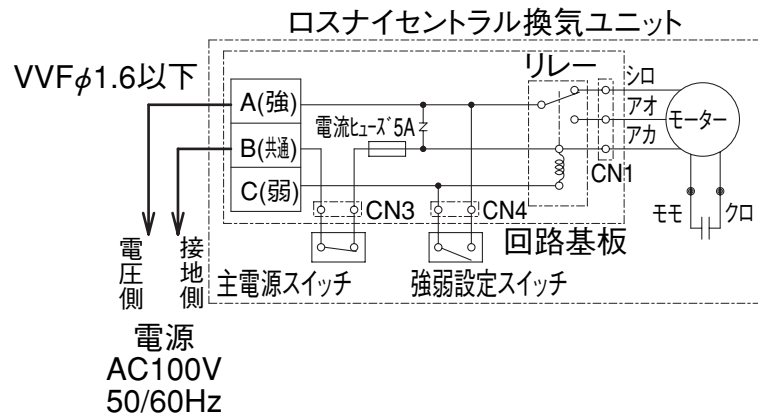 ロスナイセントラル換気ユニット
VVFφ1.6以下
リレー
シロ
A(強)
アオ
モーター
電流ヒューズ5A
アカ
B(共通)
C(弱)
CN1
CN3
CN4
モモ
クロ
回路基板
電圧側
接地側
主電源スイッチ
強弱設定スイッチ
電源
AC100V
50/60Hz